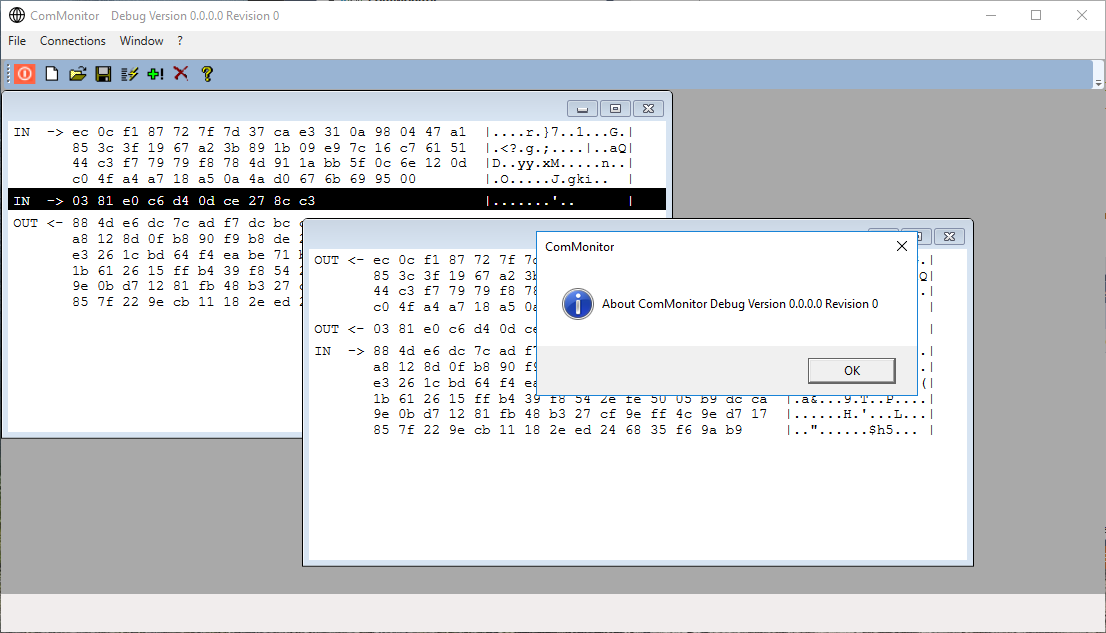 ComMonitor Debug Version 0.0.0.0 Revision 0
File Connections Window ?
IN -> ec 0c f1 87 72 7f 7d 37 ca e3 31 0a 98 04 47 a1 |....r.}7..1...G.|
85 3c 3f 19 67 a2 3b 89 1b 09 e9 7c 16 c7 61 51 |.<?.g.;....|..aQ|
44 c3 f7 79 79 f8 78 4d 91 1a bb 5f 0c 6e 12 0d |D..yy.xM....n..|
c0 4f a4 a7 18 a5 0a 4a d0 67 6b 69 95 00 |.O.....J.gki.. |
IN -> 03 81 e0 c6 d4 0d ce 27 8c c3 |.......'.. |
OUT <- 88 4d e6 dc 7c ad f7 dc bc
a8 12 8d 0f b8 90 f9 b8 de
e3 26 1c bd 64 f4 ea be 71
1b 61 26 15 ff b4 39 f8 54
9e 0b d7 12 81 fb 48 b3 27
85 7f 22 9e cb 11 18 2e ed
OUT <- ec 0c f1 87 72 7f .|
85 3c 3f 19 67 a2 Q|
44 c3 f7 79 79 f8 .|
c0 4f a4 a7 18 a5 |
OUT <- 03 81 e0 c6 d4 0d |
IN -> 88 4d e6 dc 7c ad .|
a8 12 8d 0f b8 90 .|
e3 26 1c bd 64 f4 (|
1b 61 26 15 ff b4 39 f8 54 2e fe 50 05 b9 dc ca |.a&...9.T..P....|
9e 0b d7 12 81 fb 48 b3 27 cf 9e ff 4c 9e d7 17 |......H.'...L...|
85 7f 22 9e cb 11 18 2e ed 24 68 35 f6 9a b9 |.."......$h5... |
ComMonitor
About ComMonitor Debug Version 0.0.0.0 Revision 0
OK